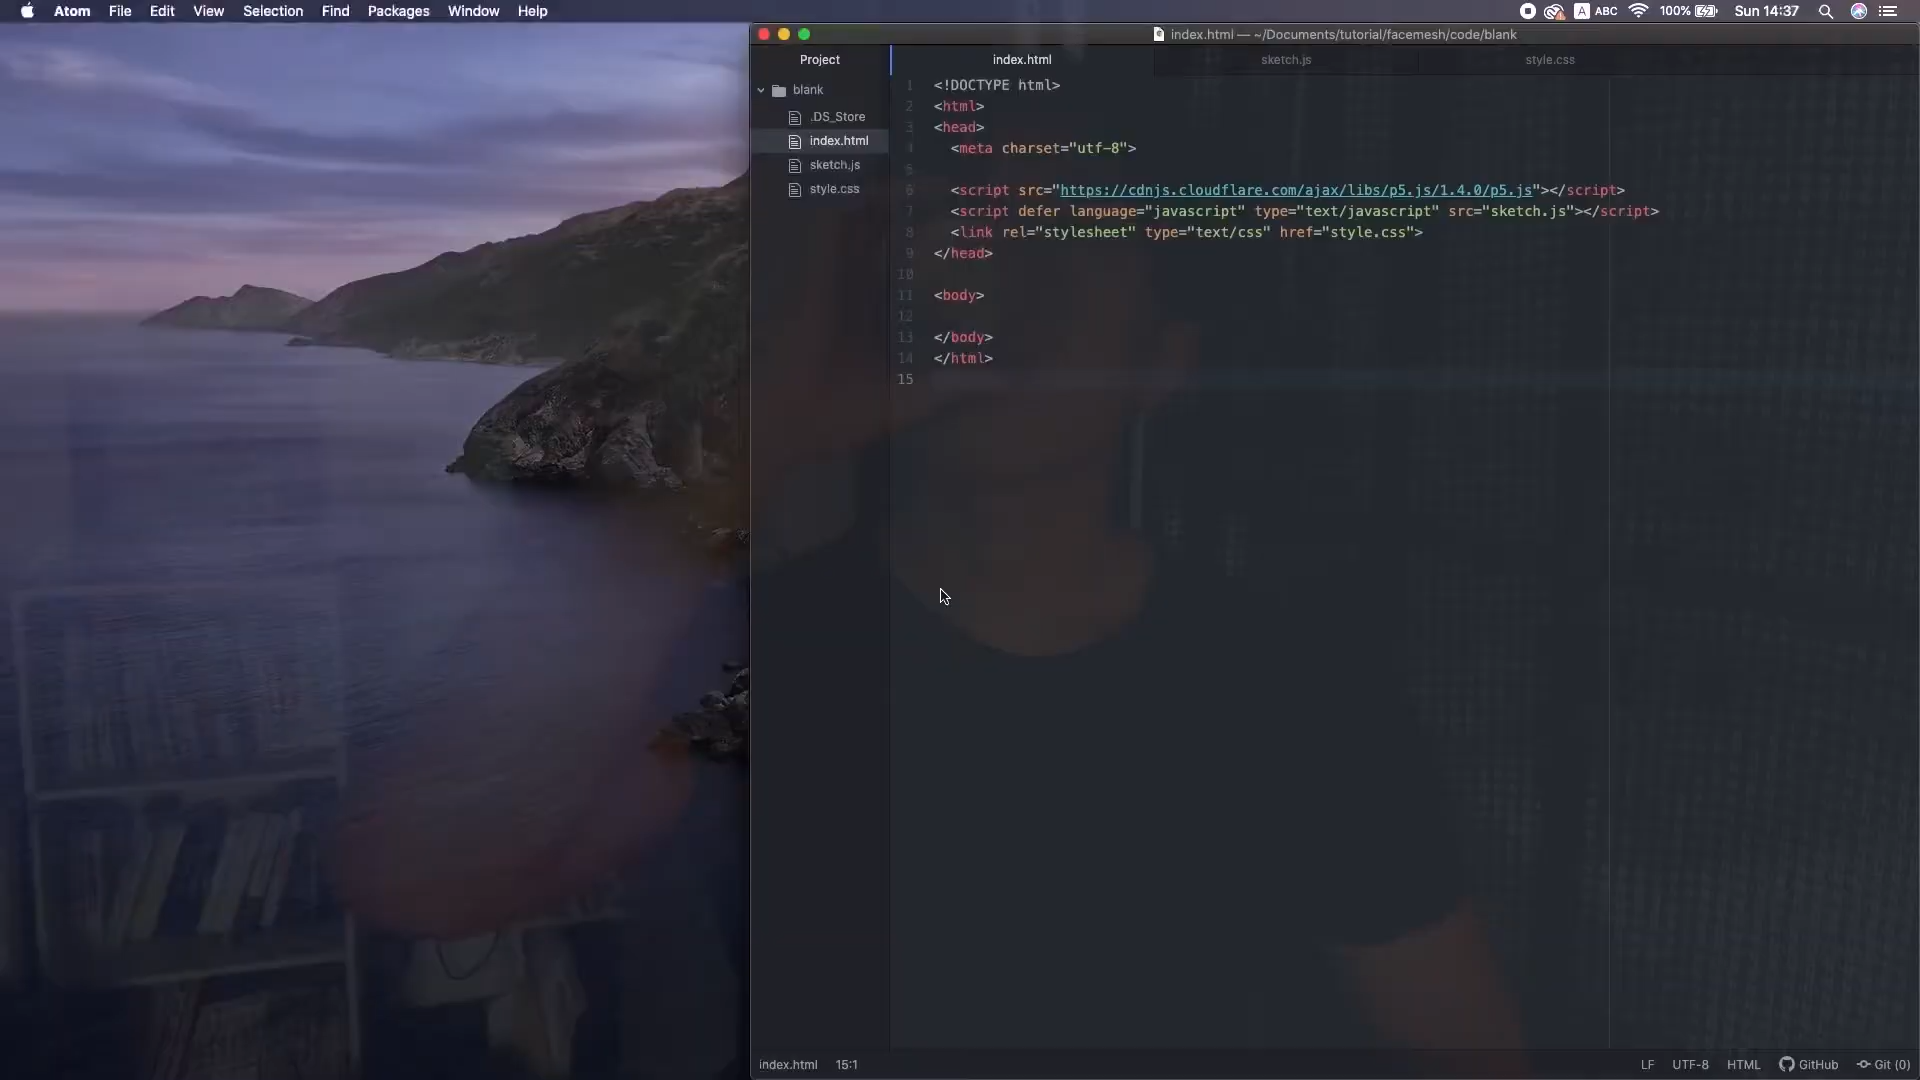 Atom File Edit View Selection Find Packages Window Help
A ABC 100% Sun 14:37
index.html — ~/Documents/tutorial/facemesh/code/blank
Project
index.html sketch.js style.css
blank
.DS_Store
index.html
sketch.js
style.css
1 <!DOCTYPE html>
2 <html>
3 <head>
4 <meta charset="utf-8">
5
6 <script src="https://cdnjs.cloudflare.com/ajax/libs/p5.js/1.4.0/p5.js"></script>
7 <script defer language="javascript" type="text/javascript" src="sketch.js"></script>
8 <link rel="stylesheet" type="text/css" href="style.css">
9 </head>
10
11 <body>
12
13 </body>
14 </html>
15
index.html 15:1
LF UTF-8 HTML GitHub Git (0)